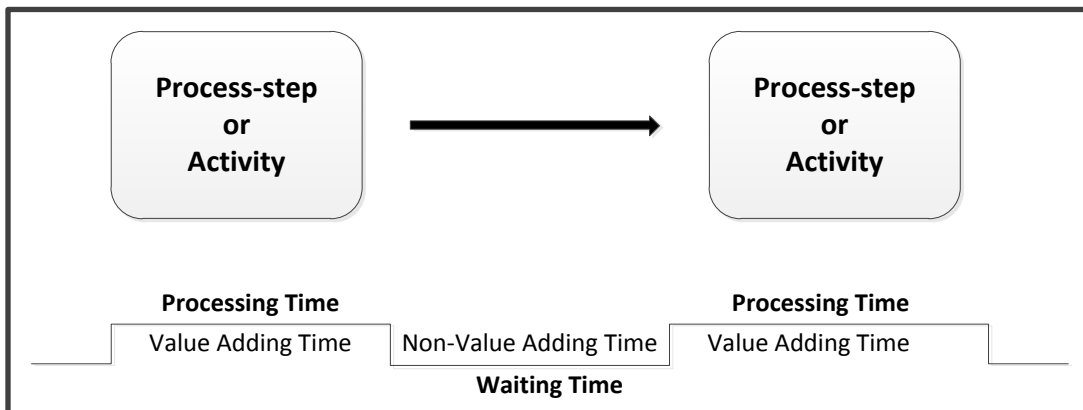 Process-step
or
Activity
Process-step
or
Activity
Processing Time
Processing Time
Value Adding Time
Non-Value Adding Time
Value Adding Time
Waiting Time